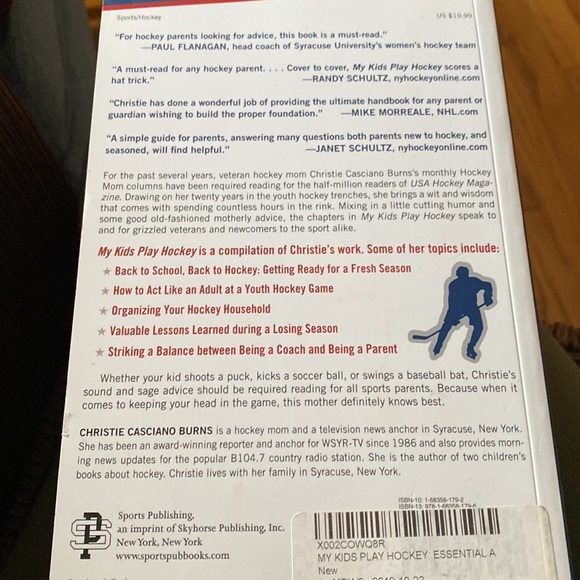 Sports/Hockey US $19.99
"For hockey parents looking for advice, this book is a must-read."
—PAUL FLANAGAN, head coach of Syracuse University's women's hockey team
"A must-read for any hockey parent. . . . Cover to cover, My Kids Play Hockey scores a
hat trick." —RANDY SCHULTZ, nyhockeyonline.com
"Christie has done a wonderful job of providing the ultimate handbook for any parent or
guardian wishing to build the proper foundation." —MIKE MORREALE, NHL.com
"A simple guide for parents, answering many questions both parents new to hockey, and
seasoned, will find helpful." —JANET SCHULTZ, nyhockeyonline.com
For the past several years, veteran hockey mom Christie Casciano Burns's monthly Hockey
Mom columns have been required reading for the half-million readers of USA Hockey Maga-
zine. Drawing on her twenty years in the youth hockey trenches, she brings a wit and wisdom
that comes with spending countless hours in the rink. Mixing in a little cutting humor and
some good old-fashioned motherly advice, the chapters in My Kids Play Hockey speak to
and for grizzled veterans and newcomers to the sport alike.
My Kids Play Hockey is a compilation of Christie's work. Some of her topics include:
★ Back to School, Back to Hockey: Getting Ready for a Fresh Season
★ How to Act Like an Adult at a Youth Hockey Game
★ Organizing Your Hockey Household
★ Valuable Lessons Learned during a Losing Season
★ Striking a Balance between Being a Coach and Being a Parent
Whether your kid shoots a puck, kicks a soccer ball, or swings a baseball bat, Christie's
sound and sage advice should be required reading for all sports parents. Because when it
comes to keeping your head in the game, this mother definitely knows best.
CHRISTIE CASCIANO BURNS is a hockey mom and a television news anchor in Syracuse, New York.
She has been an award-winning reporter and anchor for WSYR-TV since 1986 and also provides morn-
ing news updates for the popular B104.7 country radio station. She is the author of two children's
books about hockey. Christie lives with her family in Syracuse, New York.
Sports Publishing,
an imprint of Skyhorse Publishing, Inc.
New York, New York
www.sportspubbooks.com
ISBN-10: 1-68358-179-2
ISBN-13: 978-1-68358-179-6
X002COWQ8R
MY KIDS PLAY HOCKEY: ESSENTIAL A
New